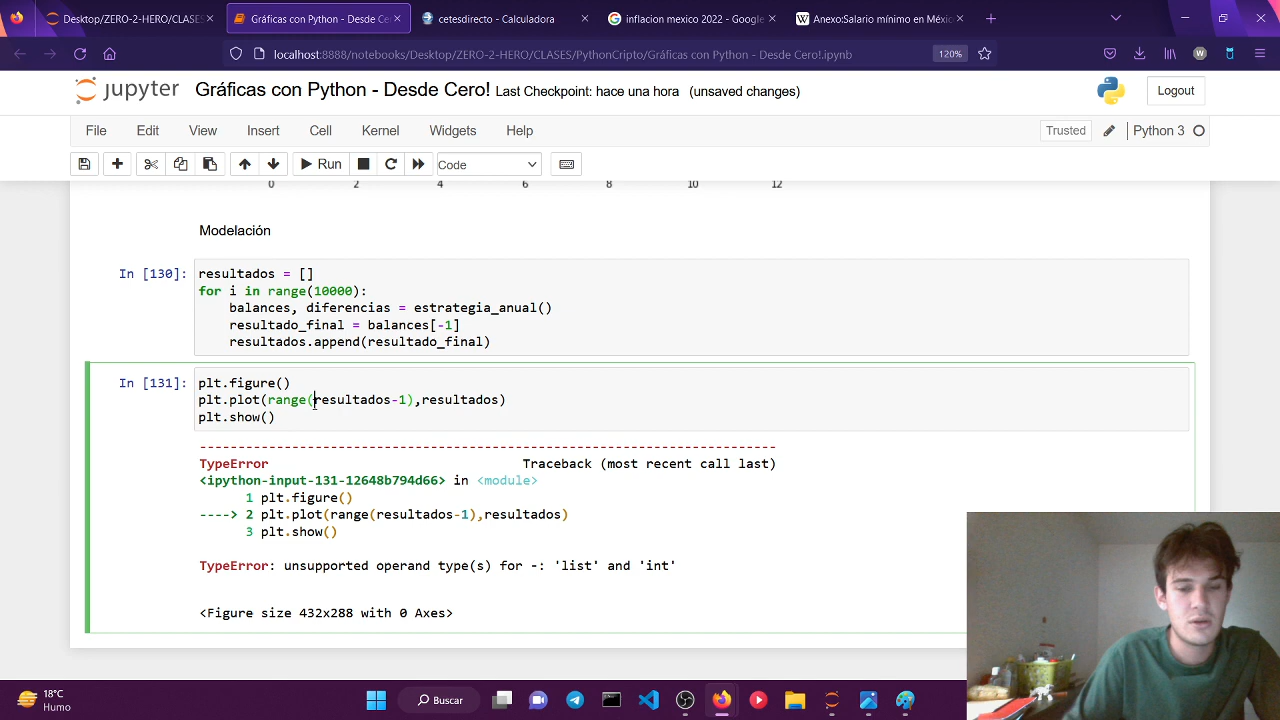 Desktop/ZERO-2-HERO/CLASES
Gráficas con Python - Desde Ce
cetesdirecto - Calculadora
inflacion mexico 2022 - Google
Anexo:Salario mínimo en Méxic
localhost:8888/notebooks/Desktop/ZERO-2-HERO/CLASES/PythonCripto/Gráficas con Python - Desde Cero!.ipynb
120%
jupyter Gráficas con Python - Desde Cero! Last Checkpoint: hace una hora (unsaved changes)
Logout
File Edit View Insert Cell Kernel Widgets Help
Trusted
Python 3
Run
Code
0 2 4 6 8 10 12
Modelación
In [130]: resultados = []
for i in range(10000):
balances, diferencias = estrategia_anual()
resultado_final = balances[-1]
resultados.append(resultado_final)
In [131]: plt.figure()
plt.plot(range(resultados-1),resultados)
plt.show()
---------------------------------------------------------------------------
TypeError Traceback (most recent call last)
<ipython-input-131-12648b794d66> in <module>
1 plt.figure()
----> 2 plt.plot(range(resultados-1),resultados)
3 plt.show()
TypeError: unsupported operand type(s) for -: 'list' and 'int'
<Figure size 432x288 with 0 Axes>
18°C
Humo
Buscar